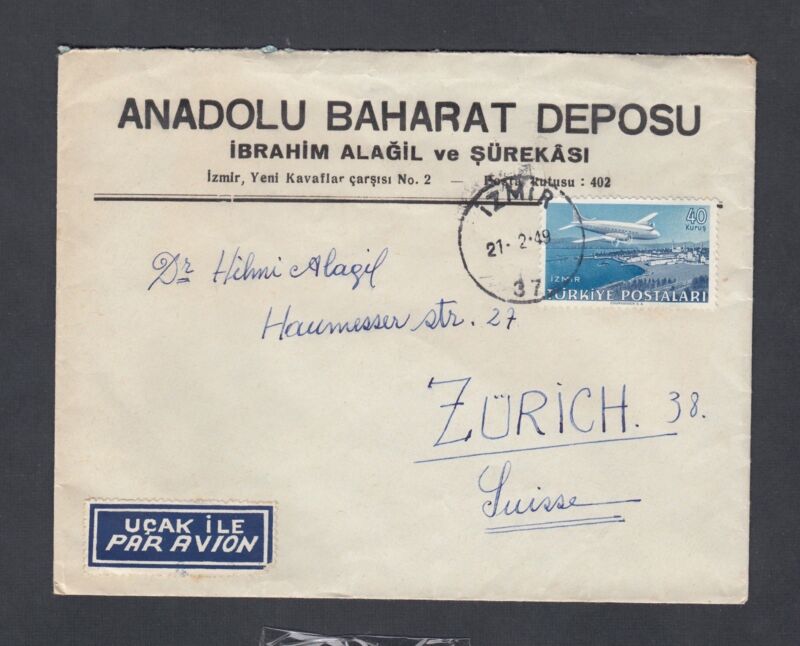 ANADOLU BAHARAT DEPOSU
İBRAHİM ALAĞİL ve ŞÜREKÂSI
İzmir, Yeni Kavaflar çarşısı No. 2 — Posta kutusu : 402
İZMİR
21-2-49
37
40
Kuruş
İZMİR
TÜRKİYE POSTALARI
Dr Hilmi Alagil
Haumesser str. 27
ZÜRICH. 38.
Suisse
UÇAK İLE
PAR AVION